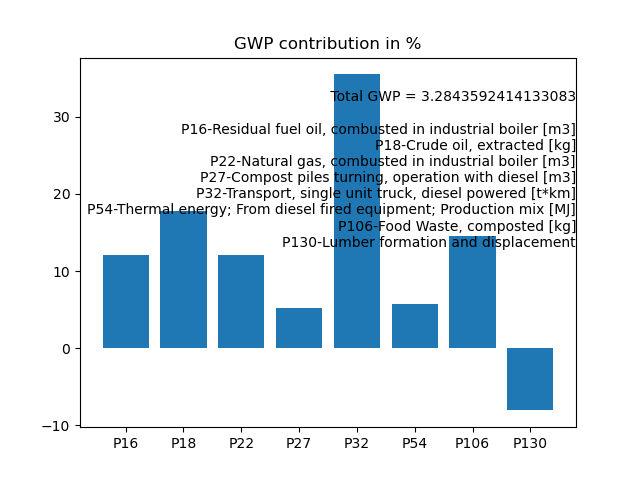 GWP contribution in %
Total GWP = 3.2843592414133083
P16-Residual fuel oil, combusted in industrial boiler [m3]
P18-Crude oil, extracted [kg]
P22-Natural gas, combusted in industrial boiler [m3]
P27-Compost piles turning, operation with diesel [m3]
P32-Transport, single unit truck, diesel powered [t*km]
P54-Thermal energy; From diesel fired equipment; Production mix [MJ]
P106-Food Waste, composted [kg]
P130-Lumber formation and displacement
30
20
10
0
−10
P16 P18 P22 P27 P32 P54 P106 P130